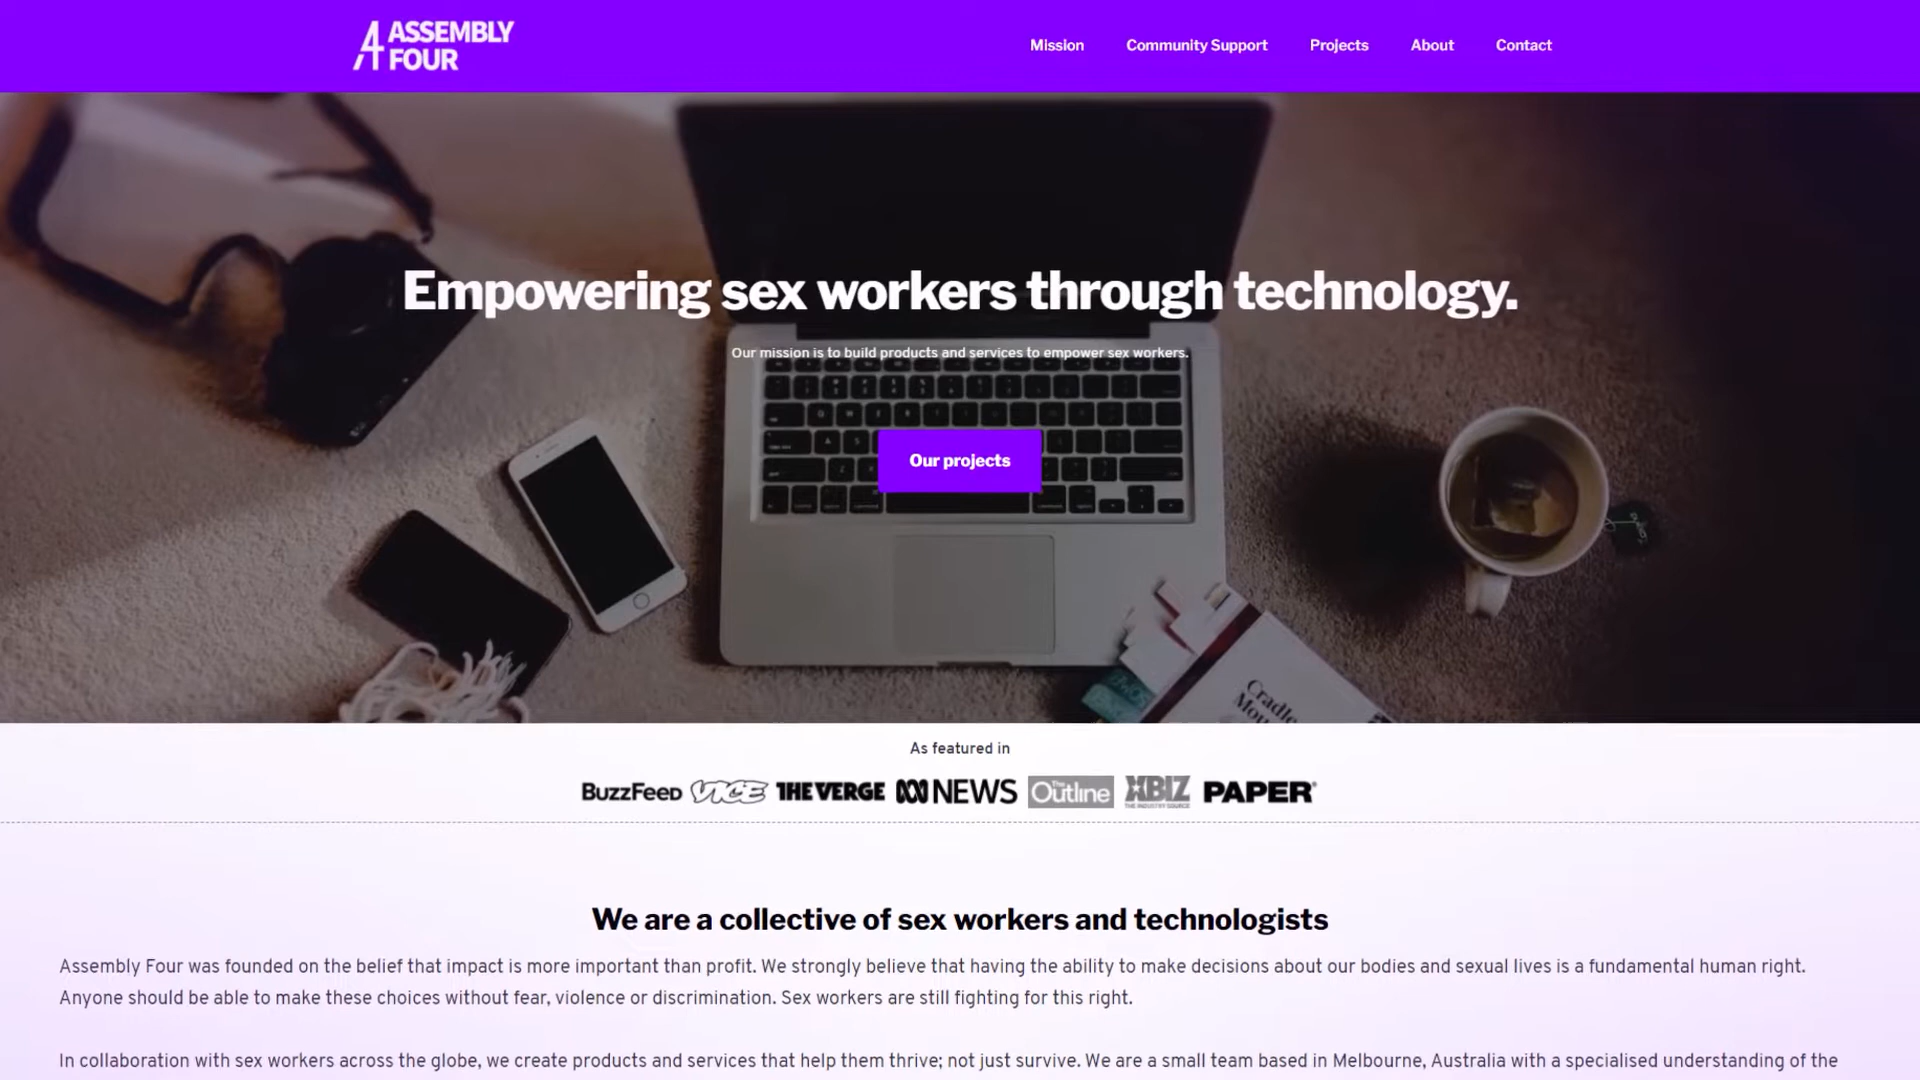 ASSEMBLY
FOUR
Mission Community Support Projects About Contact
Empowering sex workers through technology.
Our mission is to build products and services to empower sex workers.
Our projects
Cradle
As featured in
BuzzFeed VICE THE VERGE NEWS The Outline XBIZ PAPER
THE INDUSTRY SOURCE
We are a collective of sex workers and technologists
Assembly Four was founded on the belief that impact is more important than profit. We strongly believe that having the ability to make decisions about our bodies and sexual lives is a fundamental human right.
Anyone should be able to make these choices without fear, violence or discrimination. Sex workers are still fighting for this right.
In collaboration with sex workers across the globe, we create products and services that help them thrive; not just survive. We are a small team based in Melbourne, Australia with a specialised understanding of the